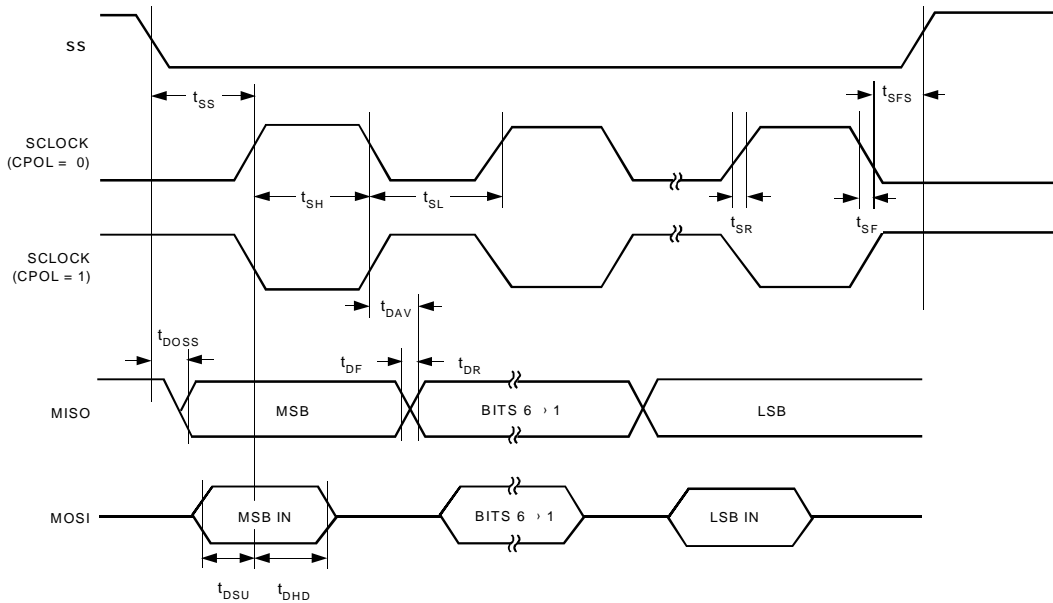 SS
tSS
tSFS
SCLOCK
(CPOL = 0)
tSH
tSL
tSR
tSF
SCLOCK
(CPOL = 1)
tDAV
tDOSS
tDF
tDR
MISO
MSB
BITS 6 › 1
LSB
MOSI
MSB IN
BITS 6 › 1
LSB IN
tDSU
tDHD